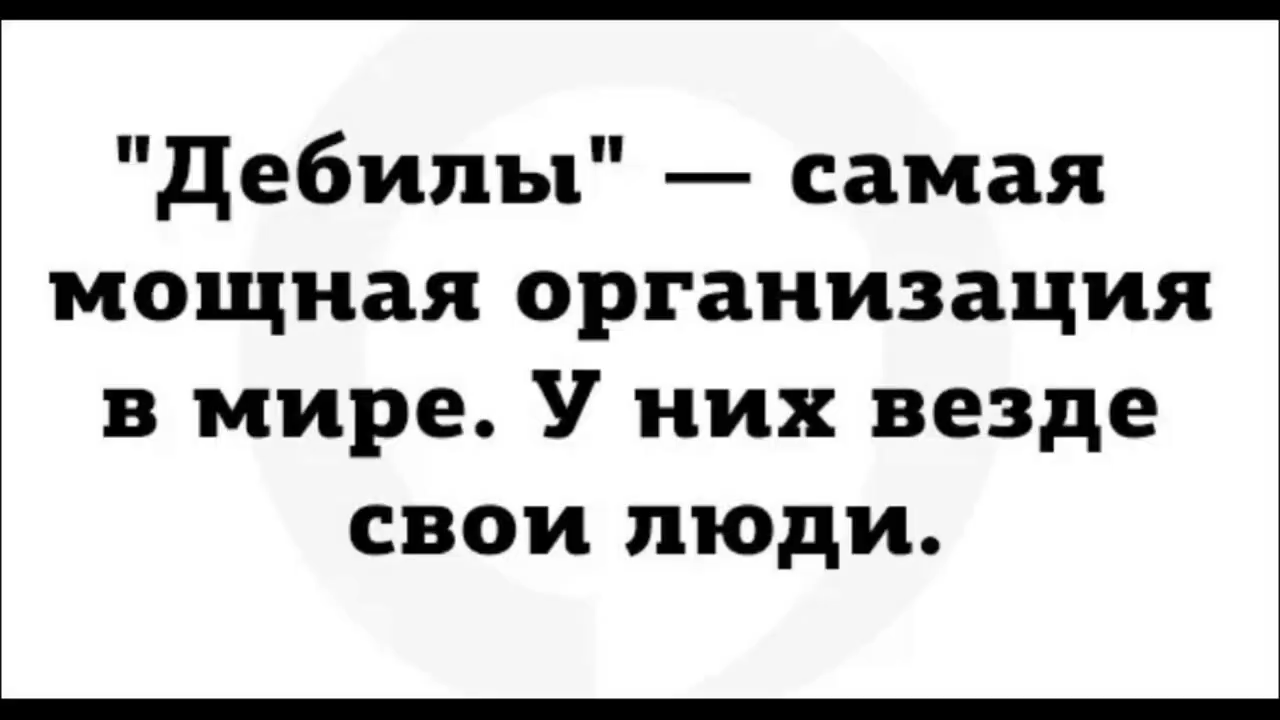 "Дебилы" — самая
мощная организация
в мире. У них везде
свои люди.